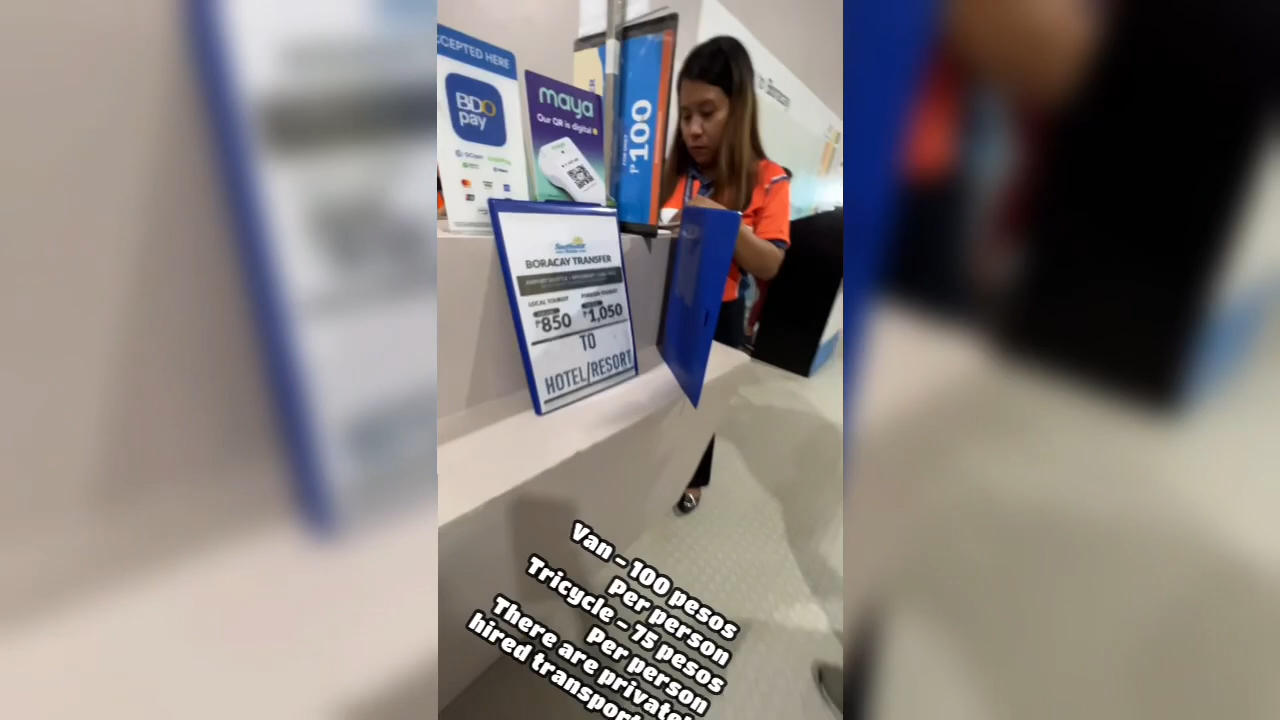 ACCEPTED HERE
BDO
pay
maya
Our QR is digital
₱100
Southwest
BORACAY TRANSFER
LOCAL TOURIST
₱850
FOREIGN TOURIST
₱1,050
TO
HOTEL/RESORT
Van - 100 pesos
Per person
Tricycle - 75 pesos
Per person
There are private
hired transport